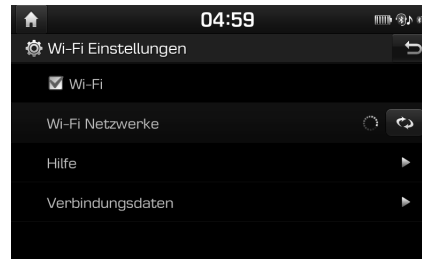 04:59
Wi-Fi Einstellungen
Wi-Fi
Wi-Fi Netzwerke
Hilfe
Verbindungsdaten